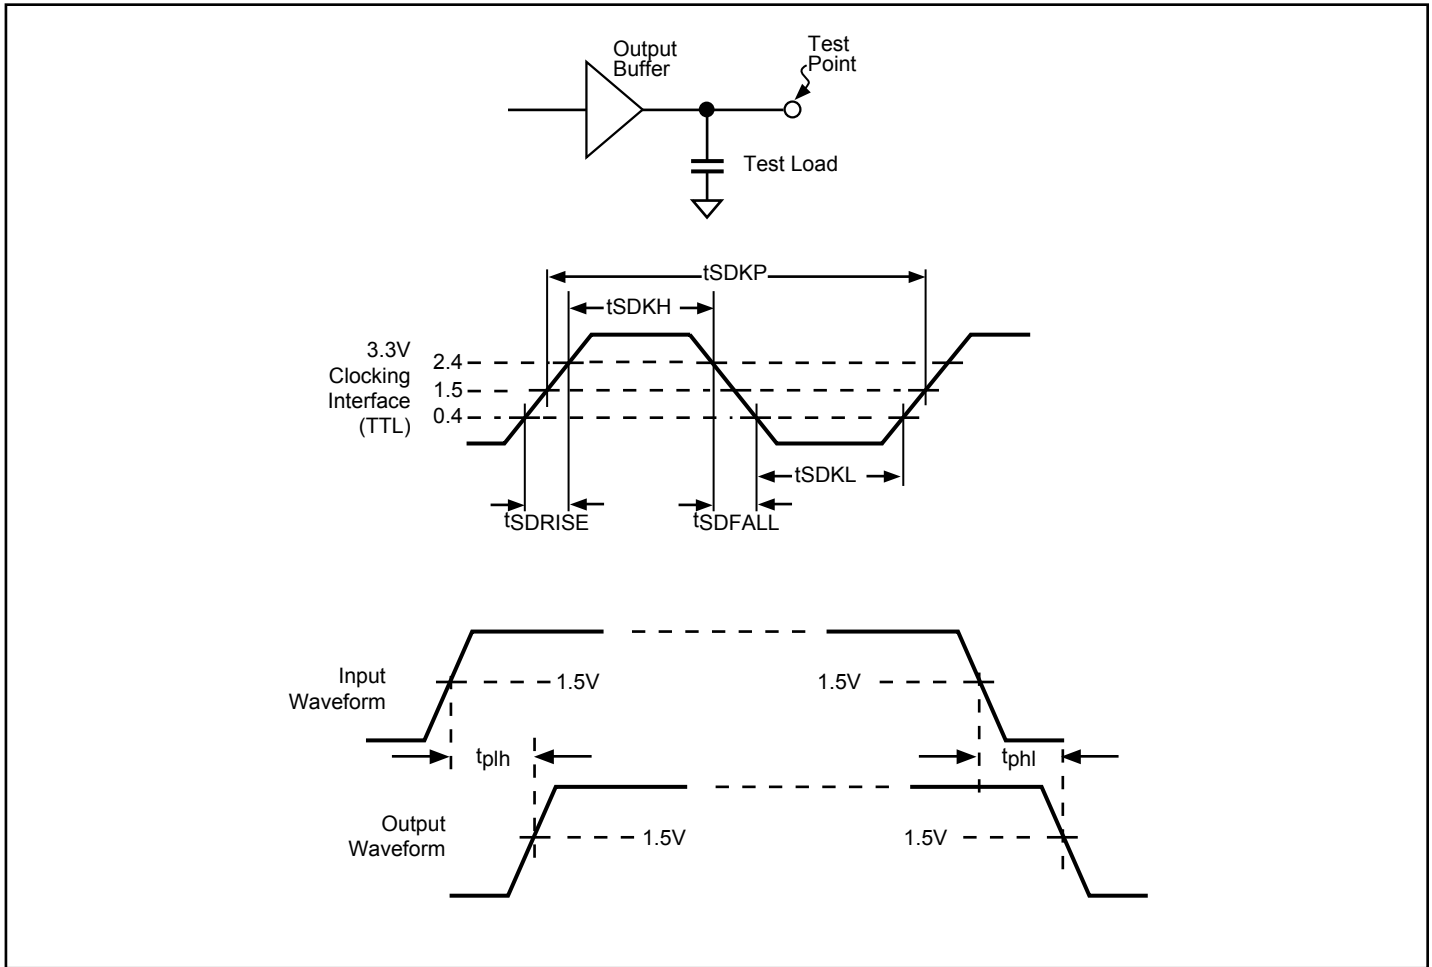 Output
Buffer
Test
Point
Test Load
tSDKP
tSDKH
3.3V
Clocking
Interface
(TTL)
2.4
1.5
0.4
tSDKL
tSDRISE
tSDFALL
Input
Waveform
1.5V
1.5V
tplh
tphl
Output
Waveform
1.5V
1.5V